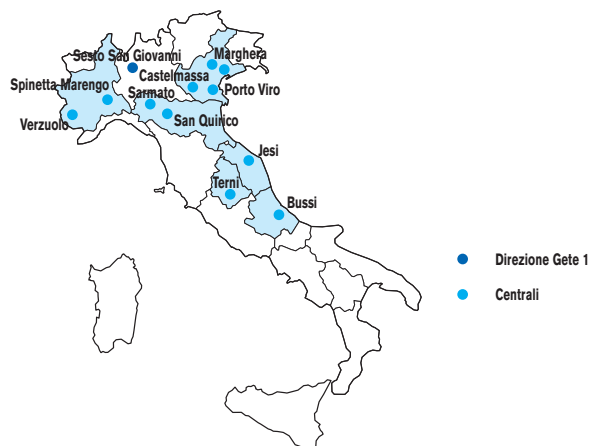 Sesto San Giovanni
Marghera
Castelmassa
Spinetta Marengo
Sarmato
Porto Viro
Verzuolo
San Quirico
Jesi
Terni
Bussi
Direzione Gete 1
Centrali